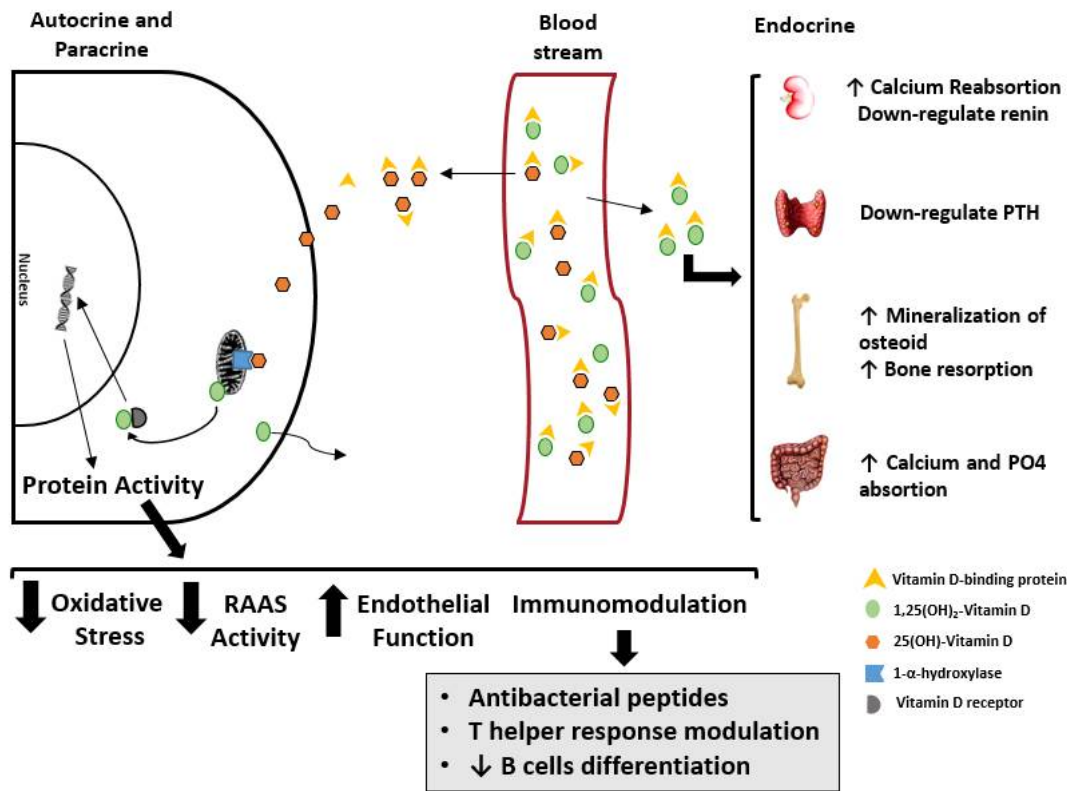 Autocrine and
Paracrine
Blood
stream
Endocrine
↑ Calcium Reabsortion
Down-regulate renin
Down-regulate PTH
↑ Mineralization of
osteoid
↑ Bone resorption
↑ Calcium and PO4
absortion
Nucleus
Protein Activity
Oxidative
Stress
RAAS
Activity
Endothelial
Function
Immunomodulation
• Antibacterial peptides
• T helper response modulation
• ↓ B cells differentiation
Vitamin D-binding protein
1,25(OH)₂-Vitamin D
25(OH)-Vitamin D
1-α-hydroxylase
Vitamin D receptor